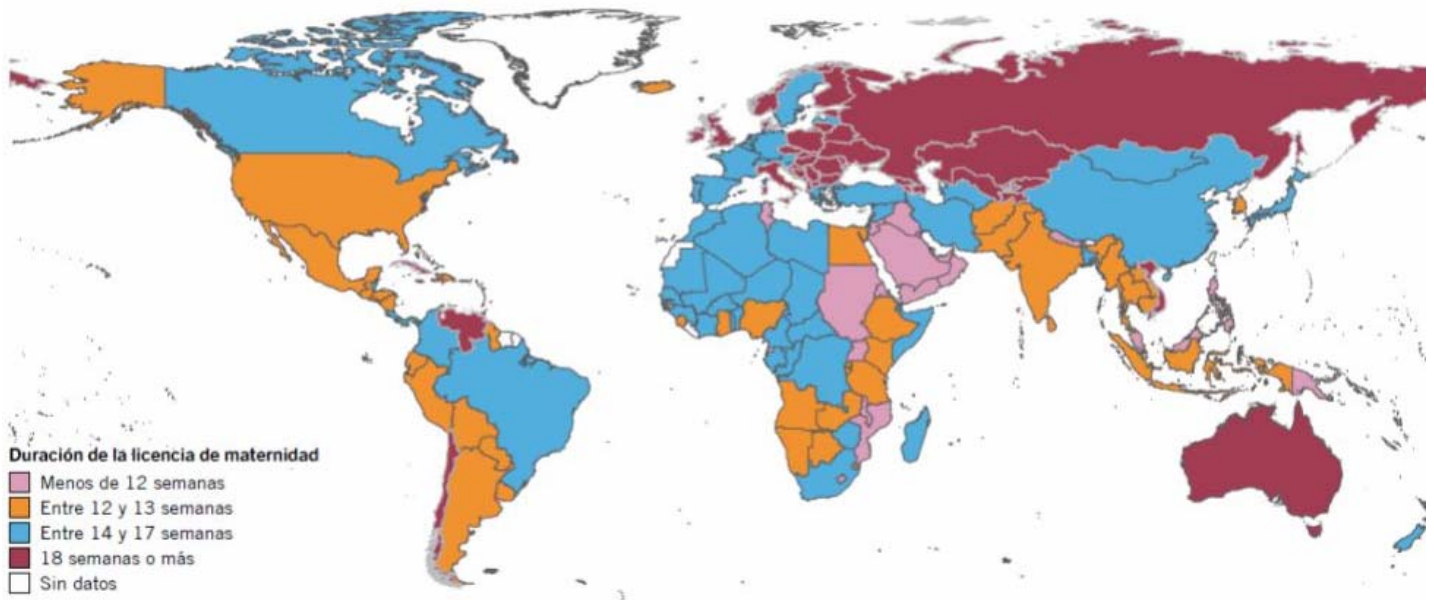 Duración de la licencia de maternidad
Menos de 12 semanas
Entre 12 y 13 semanas
Entre 14 y 17 semanas
18 semanas o más
Sin datos